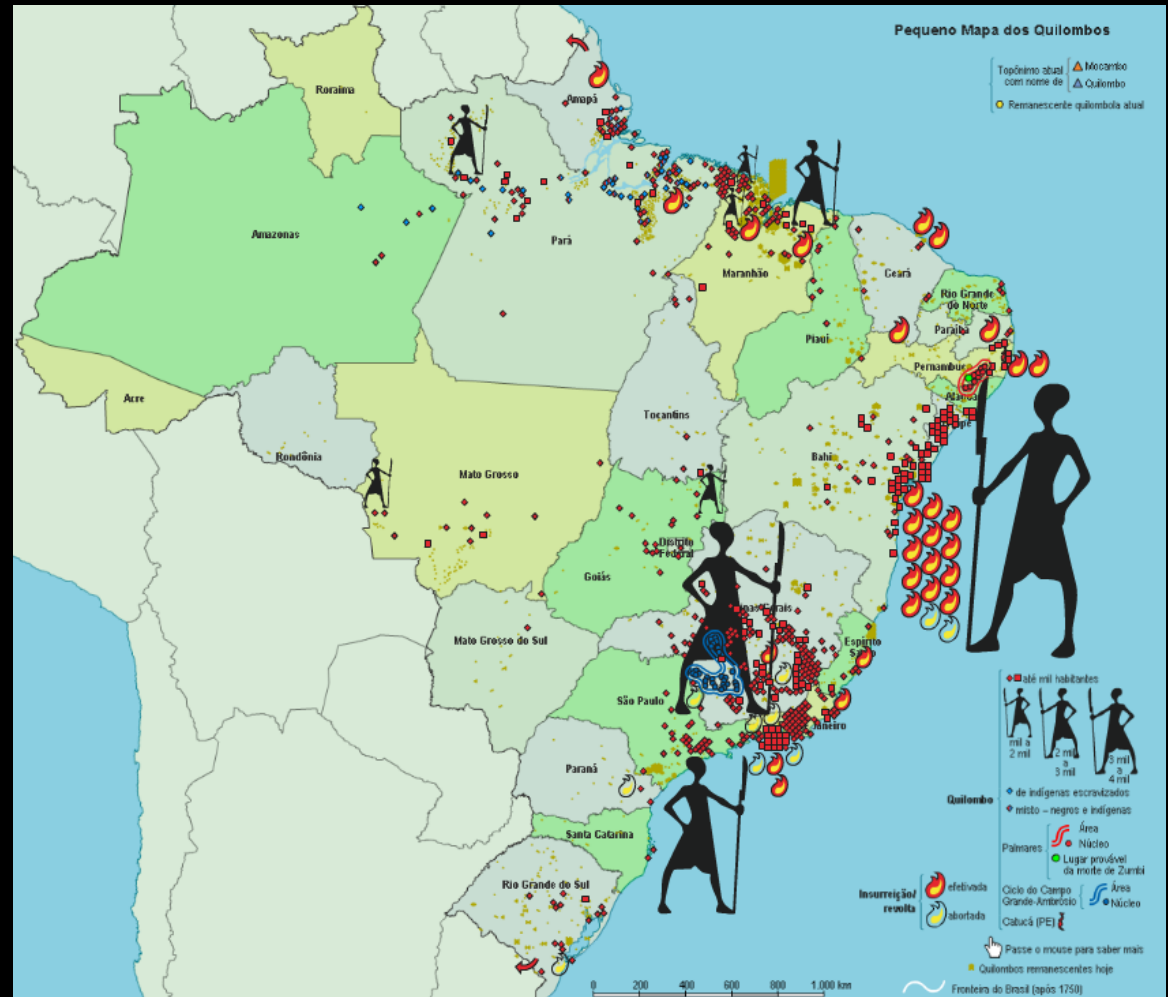 Pequeno Mapa dos Quilombos
Topônimo atual
com nome de
Mocambo
Quilombo
Remanescente quilombola atual
Roraima
Amapá
Amazonas
Pará
Maranhão
Ceará
Rio Grande
do Norte
Paraíba
Piauí
Pernambuc
Acre
Tocantins
Rondônia
Bahi
Mato Grosso
Distrito
Federal
Goiás
Gerais
Mato Grosso do Sul
Espírito
São Paulo
Janeiro
Paraná
Santa Catarina
Rio Grande do Sul
até mil habitantes
mil a
2 mil
2 mil
a
3 mil
3 mil
a
4 mil
Quilombo
de indígenas escravizados
misto – negros e indígenas
Palmares
Área
Núcleo
Lugar provável
da morte de Zumbi
Insurreição/
revolta
efetivada
abortada
Ciclo do Campo
Grande-Ambrósio
Área
Núcleo
Catucá (PE)
Passe o mouse para saber mais
Quilombos remanescentes hoje
Fronteira do Brasil (após 1750)
0 200 400 600 800 1.000 km